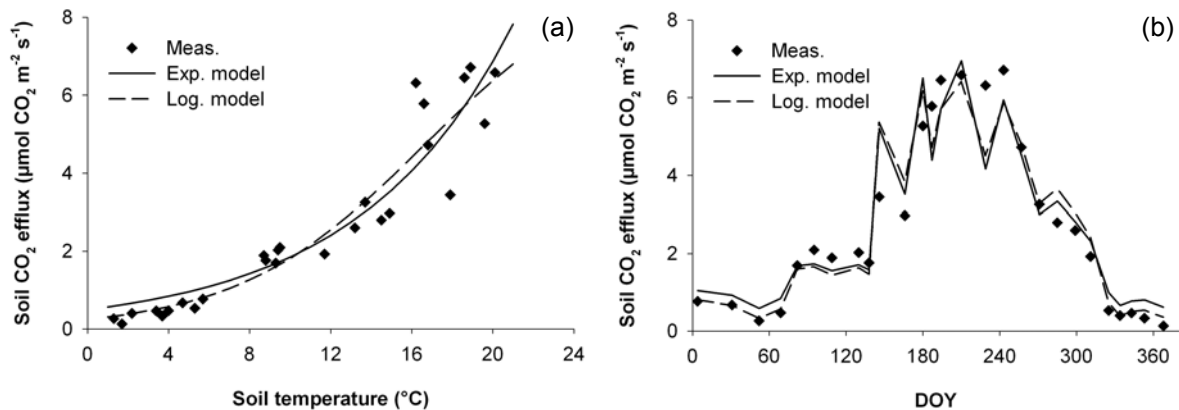 Soil CO₂ efflux (µmol CO₂ m⁻² s⁻¹)
8
6
4
2
0
Meas.
Exp. model
Log. model
(a)
0 4 8 12 16 20 24
Soil temperature (°C)
Soil CO₂ efflux (µmol CO₂ m⁻² s⁻¹)
8
6
4
2
0
Meas.
Exp. model
Log. model
(b)
0 60 120 180 240 300 360
DOY